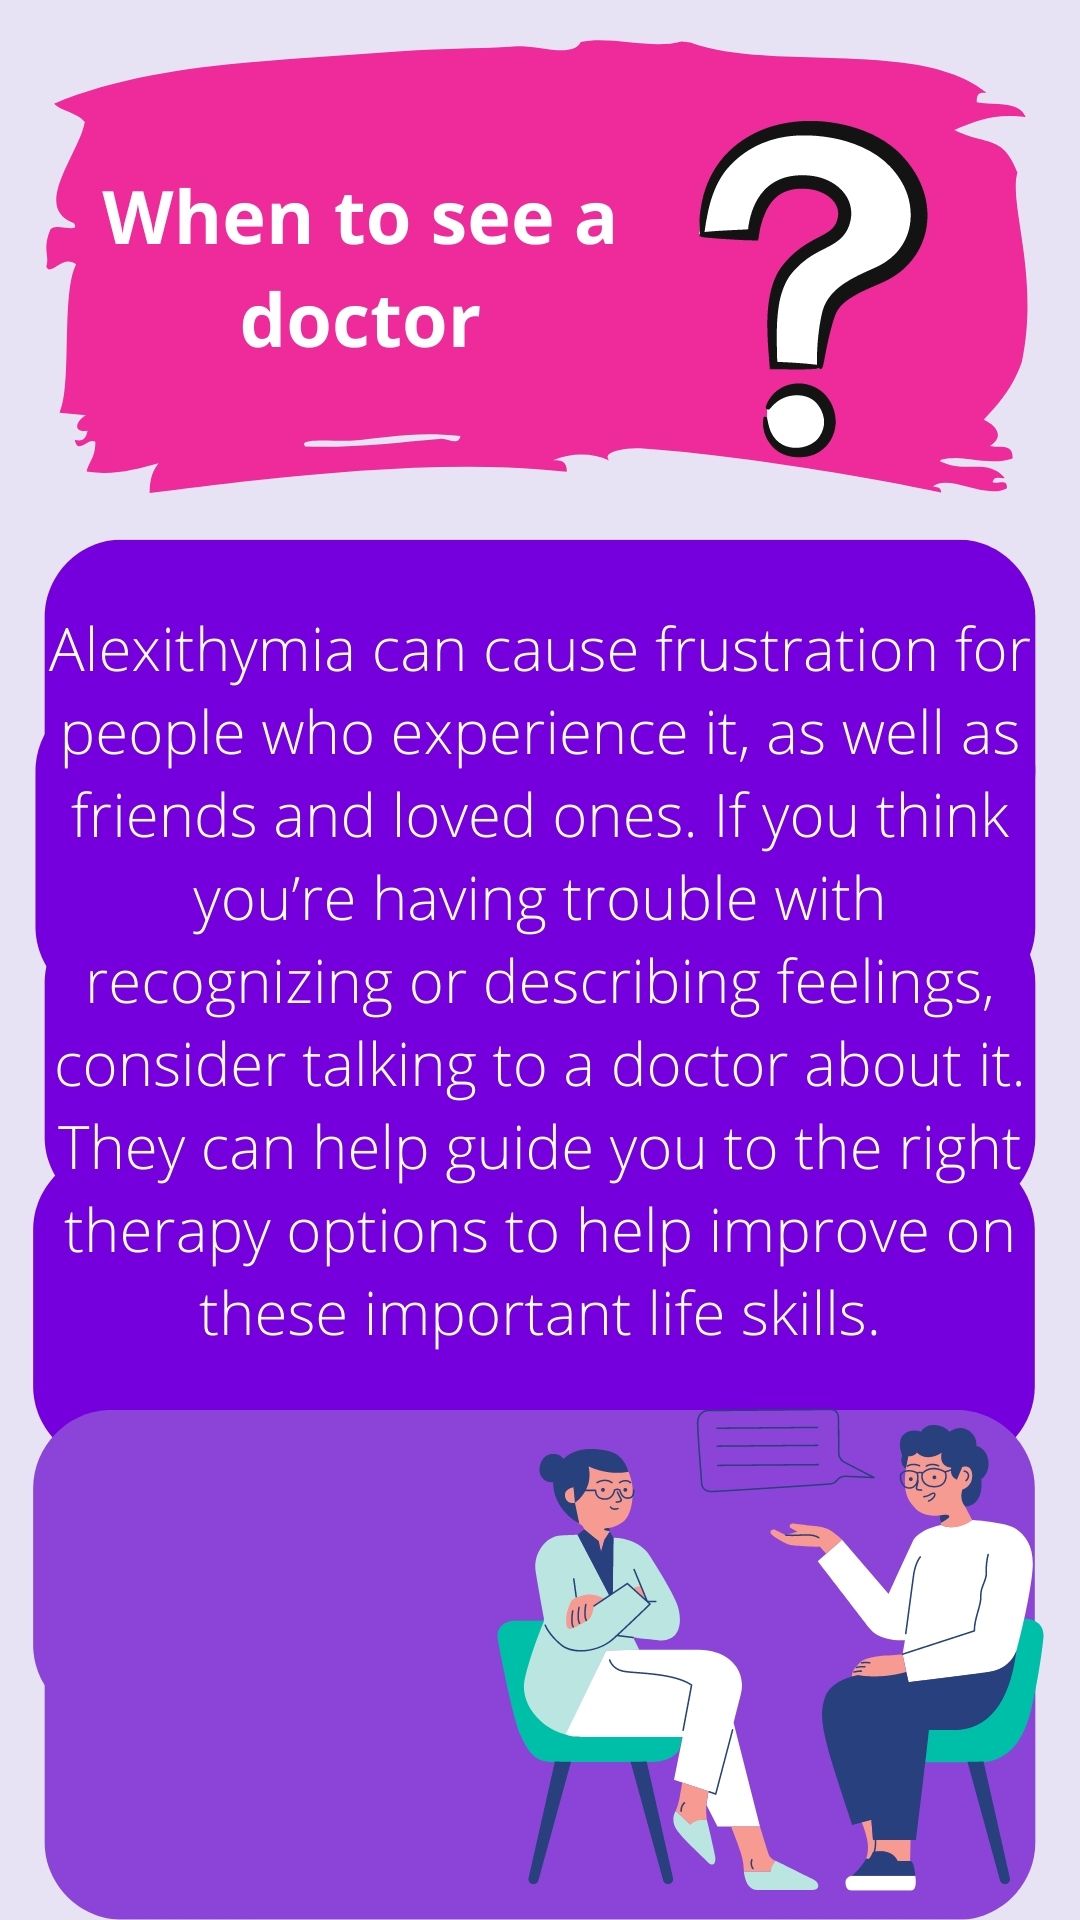 When to see a
doctor
?
Alexithymia can cause frustration for
people who experience it, as well as
friends and loved ones. If you think
you’re having trouble with
recognizing or describing feelings,
consider talking to a doctor about it.
They can help guide you to the right
therapy options to help improve on
these important life skills.